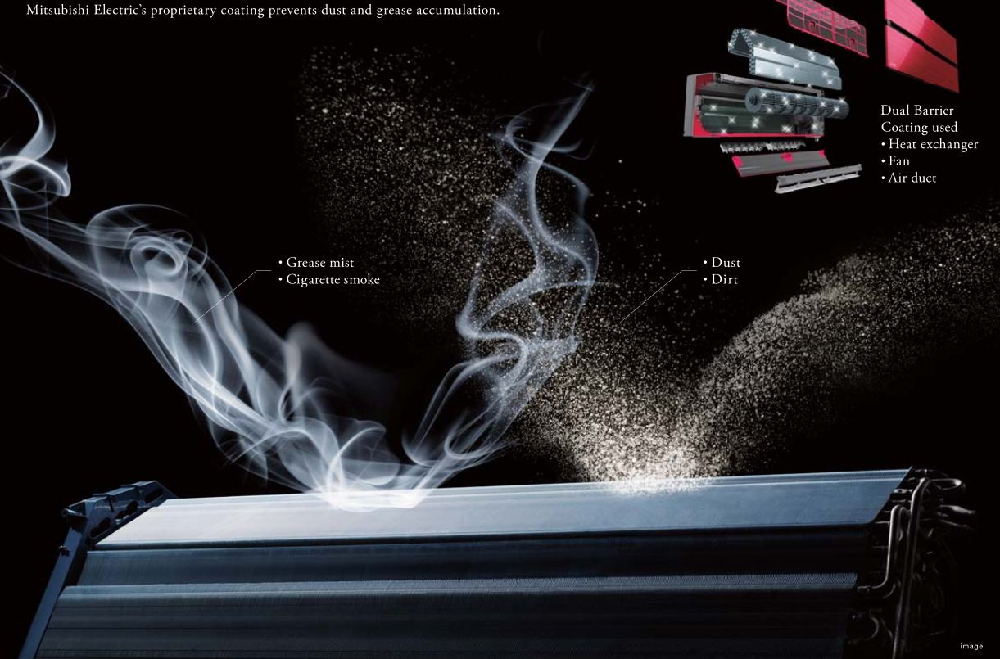 Mitsubishi Electric’s proprietary coating prevents dust and grease accumulation.
Dual Barrier
Coating used
• Heat exchanger
• Fan
• Air duct
• Grease mist
• Cigarette smoke
• Dust
• Dirt
image